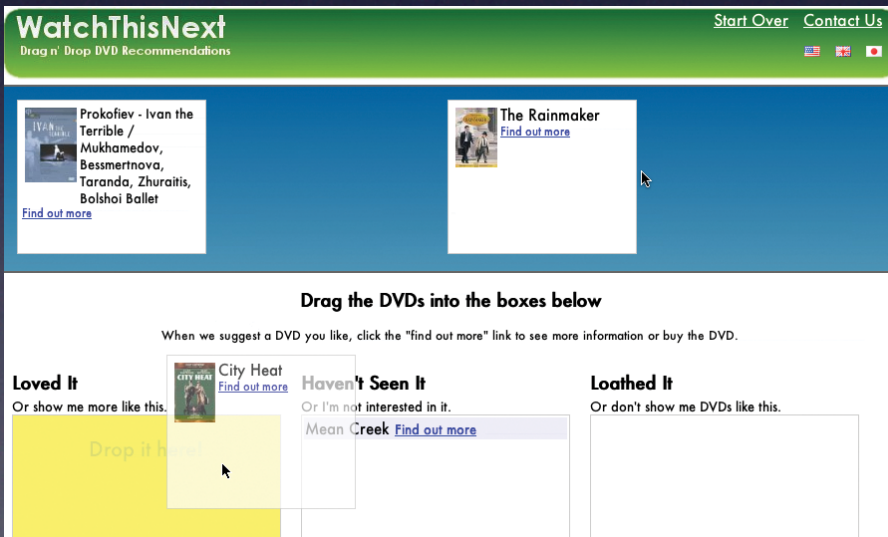 WatchThisNext
Drag n' Drop DVD Recommendations
Start Over Contact Us
Prokofiev - Ivan the
Terrible /
Mukhamedov,
Bessmertnova,
Taranda, Zhuraitis,
Bolshoi Ballet
Find out more
The Rainmaker
Find out more
Drag the DVDs into the boxes below
When we suggest a DVD you like, click the "find out more" link to see more information or buy the DVD.
Loved It
Or show me more like this.
Drop it here!
City Heat
Find out more
CITY HEAT
Haven't Seen It
Or I'm not interested in it.
Mean Creek Find out more
Loathed It
Or don't show me DVDs like this.